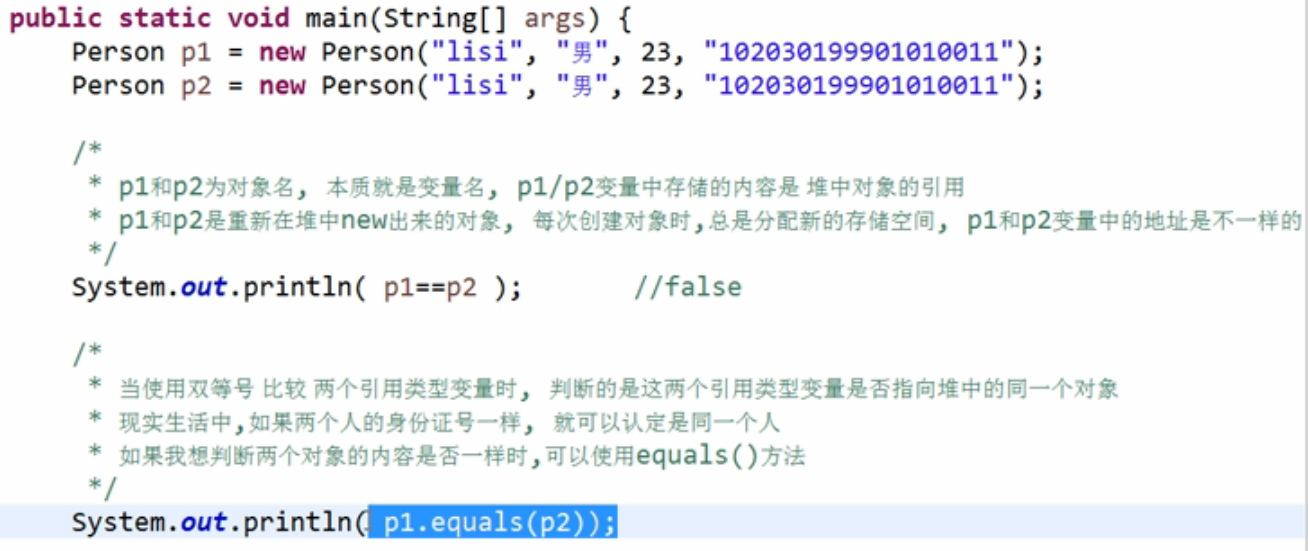 public static void main(String[] args) {
Person p1 = new Person("lisi", "男", 23, "102030199901010011");
Person p2 = new Person("lisi", "男", 23, "102030199901010011");
/*
* p1和p2为对象名, 本质就是变量名, p1/p2变量中存储的内容是 堆中对象的引用
* p1和p2是重新在堆中new出来的对象, 每次创建对象时,总是分配新的存储空间, p1和p2变量中的地址是不一样的
*/
System.out.println( p1==p2 ); //false
/*
* 当使用双等号 比较 两个引用类型变量时, 判断的是这两个引用类型变量是否指向堆中的同一个对象
* 现实生活中,如果两个人的身份证号一样, 就可以认定是同一个人
* 如果我想判断两个对象的内容是否一样时,可以使用equals()方法
*/
System.out.println( p1.equals(p2));